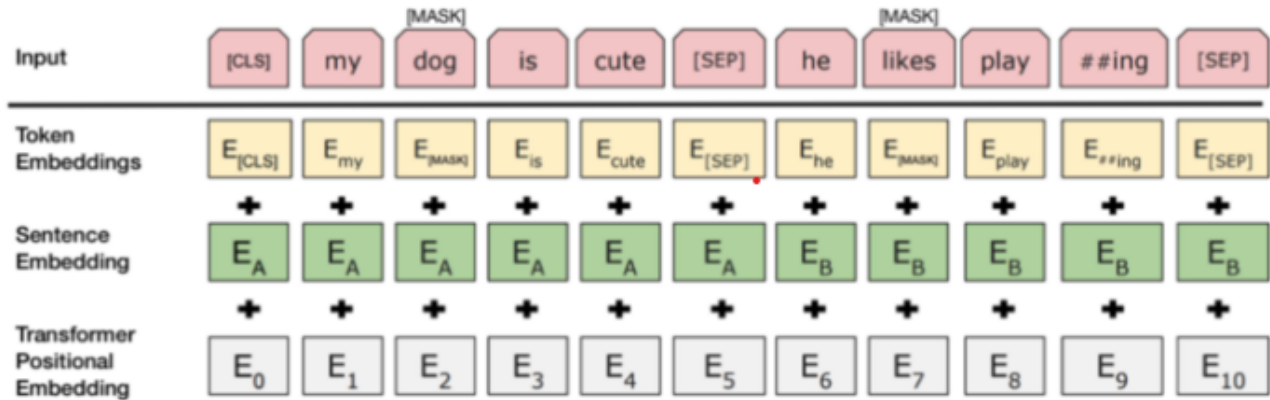 [MASK] [MASK]
Input [CLS] my dog is cute [SEP] he likes play ##ing [SEP]
Token
Embeddings E[CLS] Emy E[MASK] Eis Ecute E[SEP] Ehe E[MASK] Eplay E##ing E[SEP]
+ + + + + + + + + + +
Sentence
Embedding EA EA EA EA EA EA EB EB EB EB EB
+ + + + + + + + + + +
Transformer
Positional
Embedding E0 E1 E2 E3 E4 E5 E6 E7 E8 E9 E10